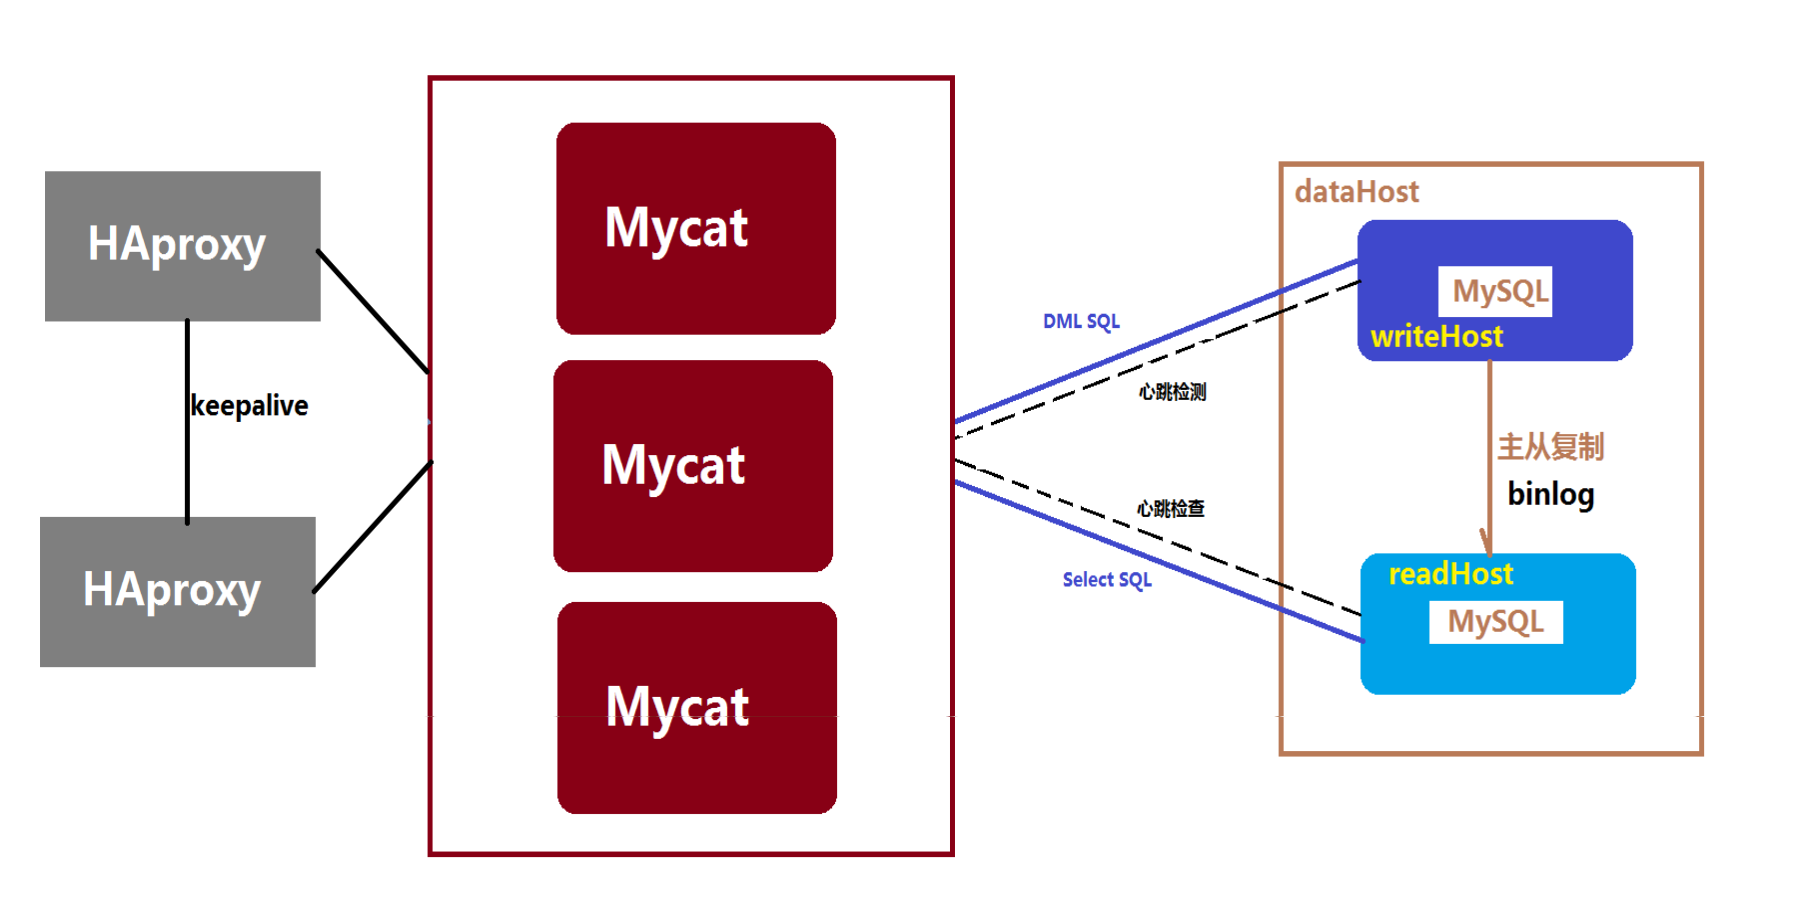 HAproxy
keepalive
HAproxy
Mycat
Mycat
Mycat
DML SQL
心跳检测
心跳检查
Select SQL
dataHost
MySQL
writeHost
主从复制
binlog
readHost
MySQL